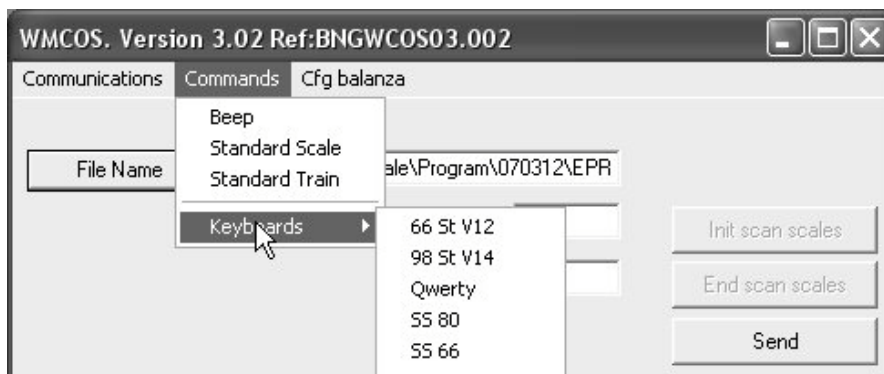 WMCOS. Versión 3.02 Ref:BNGWCOS03.002
Communications Commands Cfg balanza
Beep
Standard Scale
Standard Train
Keyboards
File Name
ale\Program\070312\EPR
66 St V12
98 St V14
Qwerty
SS 80
SS 66
Init scan scales
End scan scales
Send